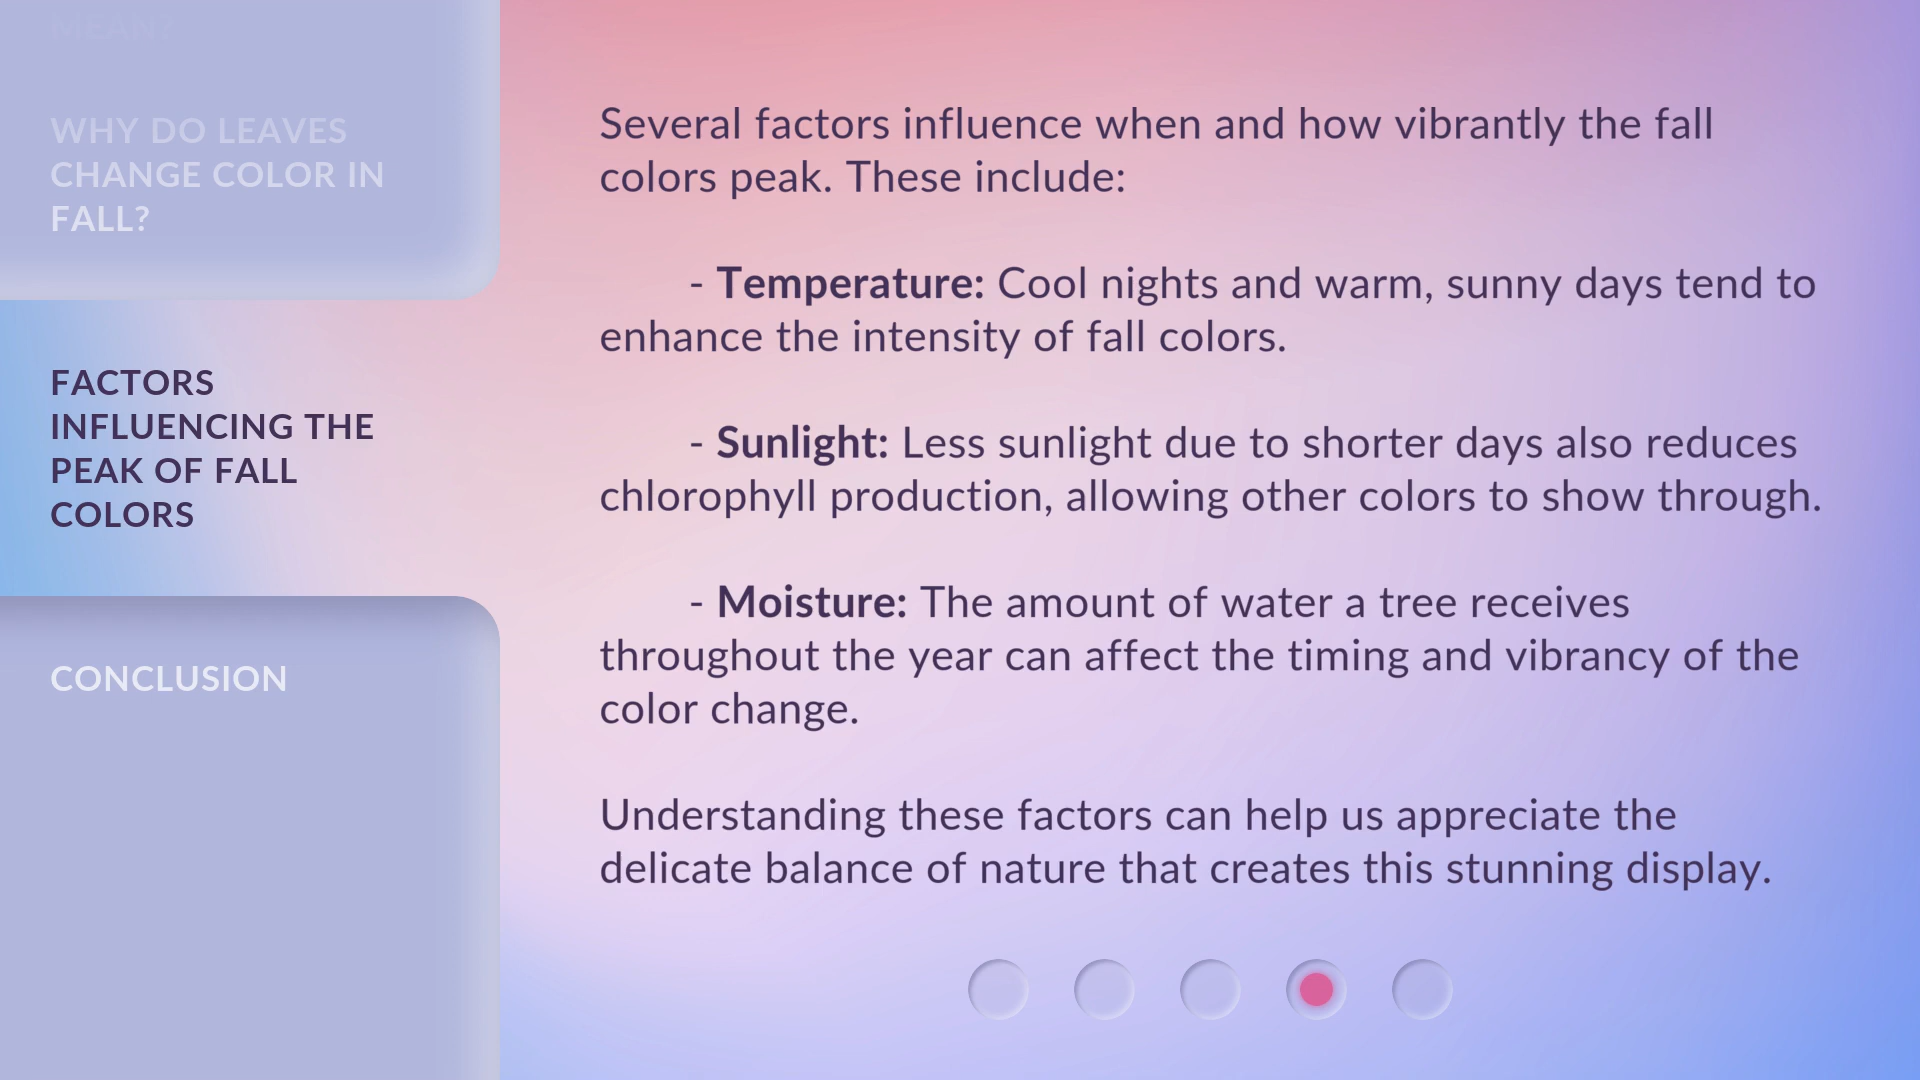 MEAN?
WHY DO LEAVES
CHANGE COLOR IN
FALL?
FACTORS
INFLUENCING THE
PEAK OF FALL
COLORS
CONCLUSION
Several factors influence when and how vibrantly the fall
colors peak. These include:
- Temperature: Cool nights and warm, sunny days tend to
enhance the intensity of fall colors.
- Sunlight: Less sunlight due to shorter days also reduces
chlorophyll production, allowing other colors to show through.
- Moisture: The amount of water a tree receives
throughout the year can affect the timing and vibrancy of the
color change.
Understanding these factors can help us appreciate the
delicate balance of nature that creates this stunning display.